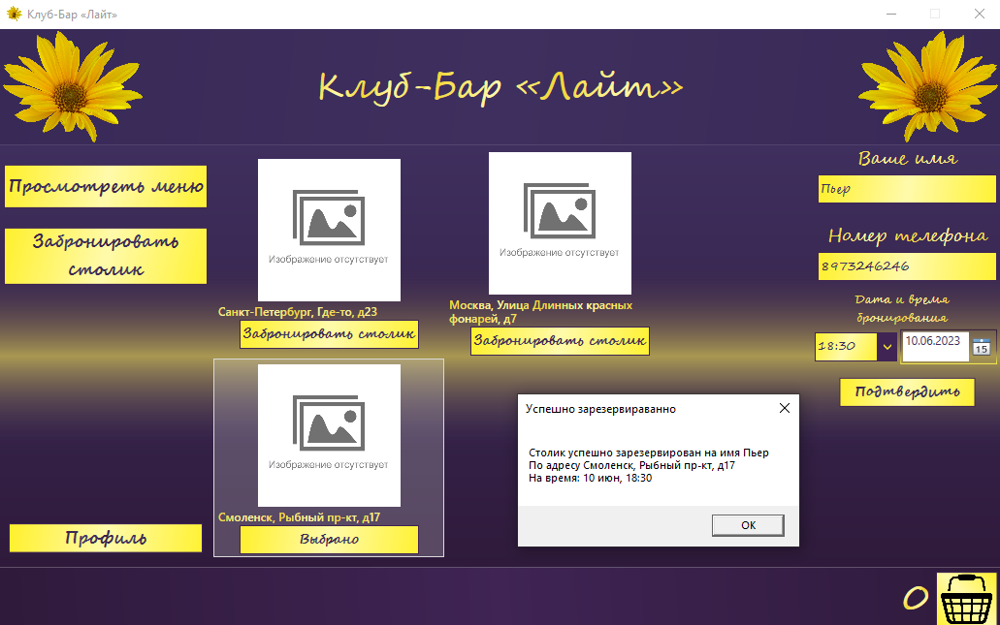 Клуб-Бар «Лайт»
Клуб-Бар «Лайт»
Просмотреть меню
Забронировать
столик
Профиль
Изображение отсутствует
Санкт-Петербург, Где-то, д23
Забронировать столик
Изображение отсутствует
Москва, Улица Длинных красных
фонарей, д7
Забронировать столик
Изображение отсутствует
Смоленск, Рыбный пр-кт, д17
Выбрано
Ваше имя
Пьер
Номер телефона
8973246246
Дата и время
бронирования
18:30
10.06.2023
15
Подтвердить
Успешно зарезервираванно
Столик успешно зарезервирован на имя Пьер
По адресу Смоленск, Рыбный пр-кт, д17
На время: 10 июн, 18:30
ОК
0